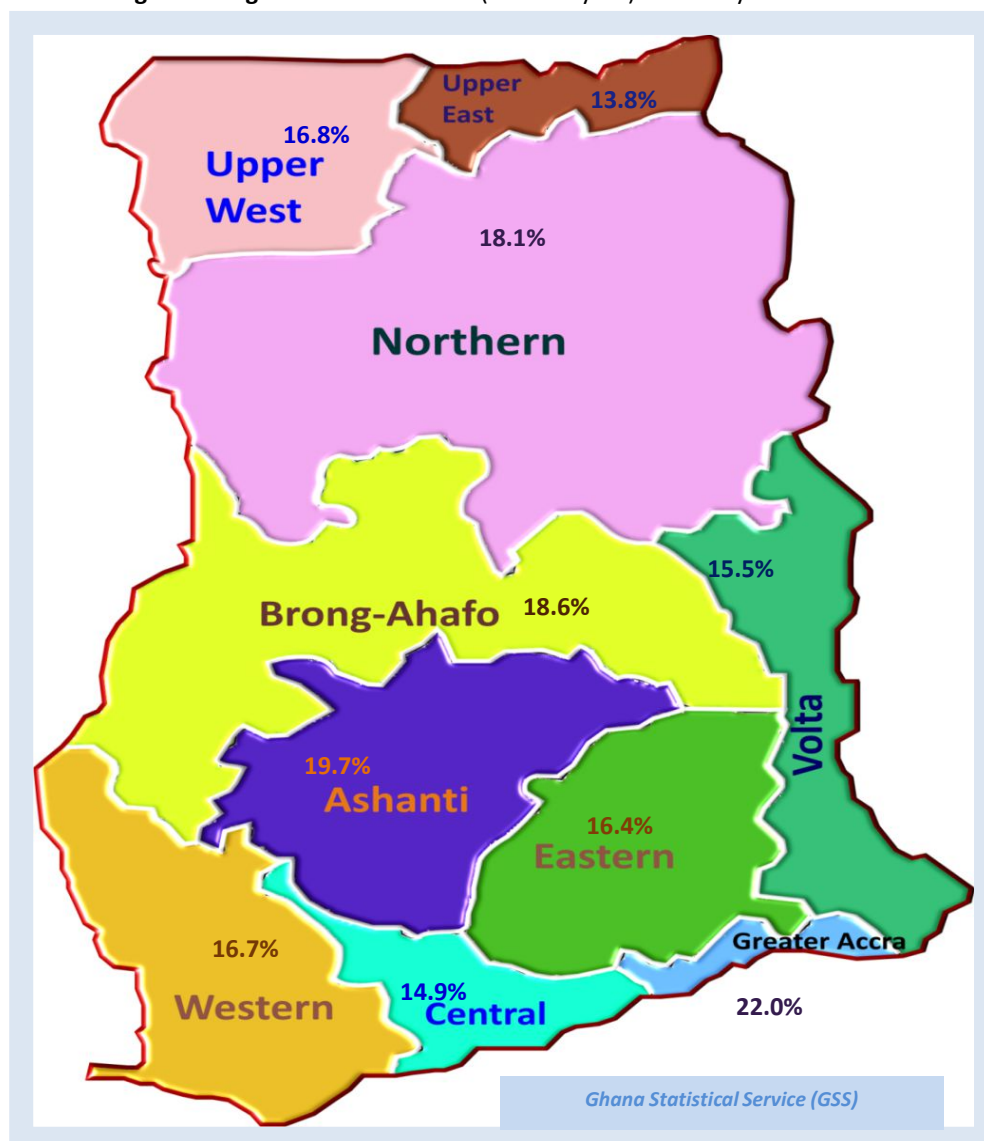 Upper
East
13.8%
16.8%
Upper
West
18.1%
Northern
15.5%
Brong-Ahafo
18.6%
Volta
19.7%
Ashanti
16.4%
Eastern
Greater Accra
16.7%
Western
14.9%
Central
22.0%
Ghana Statistical Service (GSS)